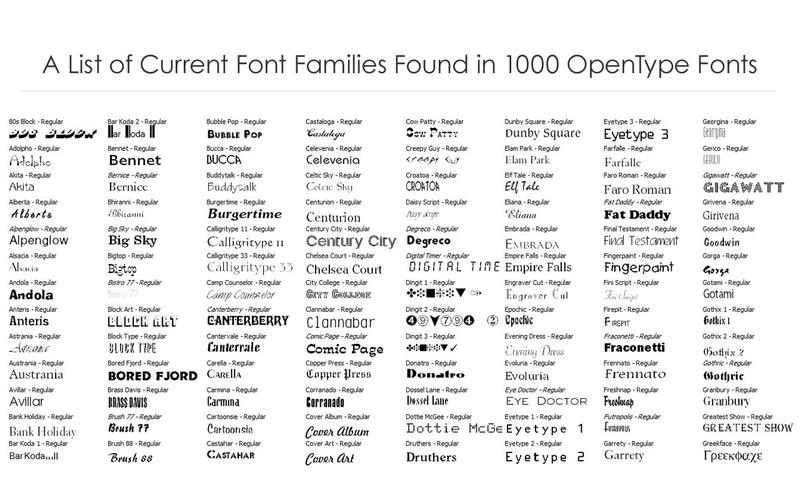 A List of Current Font Families Found in 1000 OpenType Fonts
80s Block - Regular
80S BLOCK
Adolpho - Regular
Adolpho
Akita - Regular
Akita
Alberta - Regular
Alberta
Alpenglow - Regular
Alpenglow
Alsacia - Regular
Alsacia
Andola - Regular
Andola
Anteris - Regular
Anteris
Astrania - Regular
Astrania
Austrania - Regular
Austrania
Avillar - Regular
Avillar
Bank Holiday - Regular
Bank Holiday
Bar Koda 1 - Regular
BarKoda
Bar Koda 2 - Regular
Bar Koda
Bennet - Regular
Bennet
Bernice - Regular
Bernice
Bhiranni - Regular
Bhiranni
Big Sky - Regular
Big Sky
Bigtop - Regular
Bigtop
Bistro 77 - Regular
Bistro 77
Block Art - Regular
BLOCK ART
Block Type - Regular
BLOCK TYPE
Bored Fjord - Regular
BORED FJORD
Brass Davis - Regular
BRASS DAVIS
Brush 77 - Regular
Brush 77
Brush 88 - Regular
Brush 88
Bubble Pop - Regular
BUBBLE POP
Bucca - Regular
BUCCA
Buddytalk - Regular
Buddytalk
Burgertime - Regular
Burgertime
Calligritype 11 - Regular
Calligritype 11
Calligritype 33 - Regular
Calligritype 33
Camp Counselor - Regular
Camp Counselor
Canterberry - Regular
CANTERBERRY
Cantervale - Regular
Canterrale
Carella - Regular
CARELLA
Carmina - Regular
Carmina
Cartoonsie - Regular
Cartoonsie
Castahar - Regular
CASTAHAR
Castaloga - Regular
Castaloga
Celevenia - Regular
Celevenia
Celtic Sky - Regular
Celtic Sky
Centurion - Regular
Centurion
Century City - Regular
Century City
Chelsea Court - Regular
Chelsea Court
City College - Regular
CITY COLLEGE
Clannabar - Regular
Clannabar
Comic Page - Regular
Comic Page
Copper Press - Regular
Copper Press
Corranado - Regular
Corranado
Cover Album - Regular
Cover Album
Cover Art - Regular
Cover Art
Cow Patty - Regular
COW PATTY
Creepy Guy - Regular
Creepy Guy
Croatoa - Regular
CROATOA
Daisy Script - Regular
Daisy Script
Degreco - Regular
Degreco
Digital Timer - Regular
DIGITAL TIME
Dingit 1 - Regular
Dingit 2 - Regular
Dingit 3 - Regular
Donatro - Regular
Donatro
Dossel Lane - Regular
Dossel Lane
Dottie McGee - Regular
Dottie McGe
Druthers - Regular
Druthers
Dunby Square - Regular
Dunby Square
Elam Park - Regular
Elam Park
Elf Tale - Regular
Elf Tale
Eliana - Regular
Eliana
Embrada - Regular
EMBRADA
Empire Falls - Regular
Empire Falls
Engraver Cut - Regular
Engraver Cut
Epochic - Regular
Epochic
Evening Dress - Regular
Evening Dress
Evoluria - Regular
Evoluria
Eye Doctor - Regular
EYE DOCTOR
Eyetype 1 - Regular
Eyetype 1
Eyetype 2 - Regular
Eyetype 2
Eyetype 3 - Regular
Eyetype 3
Farfalle - Regular
Farfalle
Faro Roman - Regular
Faro Roman
Fat Daddy - Regular
Fat Daddy
Final Testament - Regular
Final Testament
Fingerpaint - Regular
Fingerpaint
Fini Script - Regular
Fini Script
Firepit - Regular
FIREPIT
Fraconetti - Regular
Fraconetti
Frennato - Regular
Frennato
Freshnap - Regular
Freshnap
Futropolis - Regular
FUTROPOLIS
Garrety - Regular
Garrety
Georgina - Regular
Georgina
Gerico - Regular
GERICO
Gigawatt - Regular
GIGAWATT
Girivena - Regular
Girivena
Goodwin - Regular
Goodwin
Gorga - Regular
Gorga
Gotami - Regular
Gotami
Gothix 1 - Regular
Gothix 1
Gothix 2 - Regular
Gothix 2
Gothric - Regular
Gothric
Granbury - Regular
Granbury
Greatest Show - Regular
GREATEST SHOW
Greekface - Regular
Γρεεκφαχε